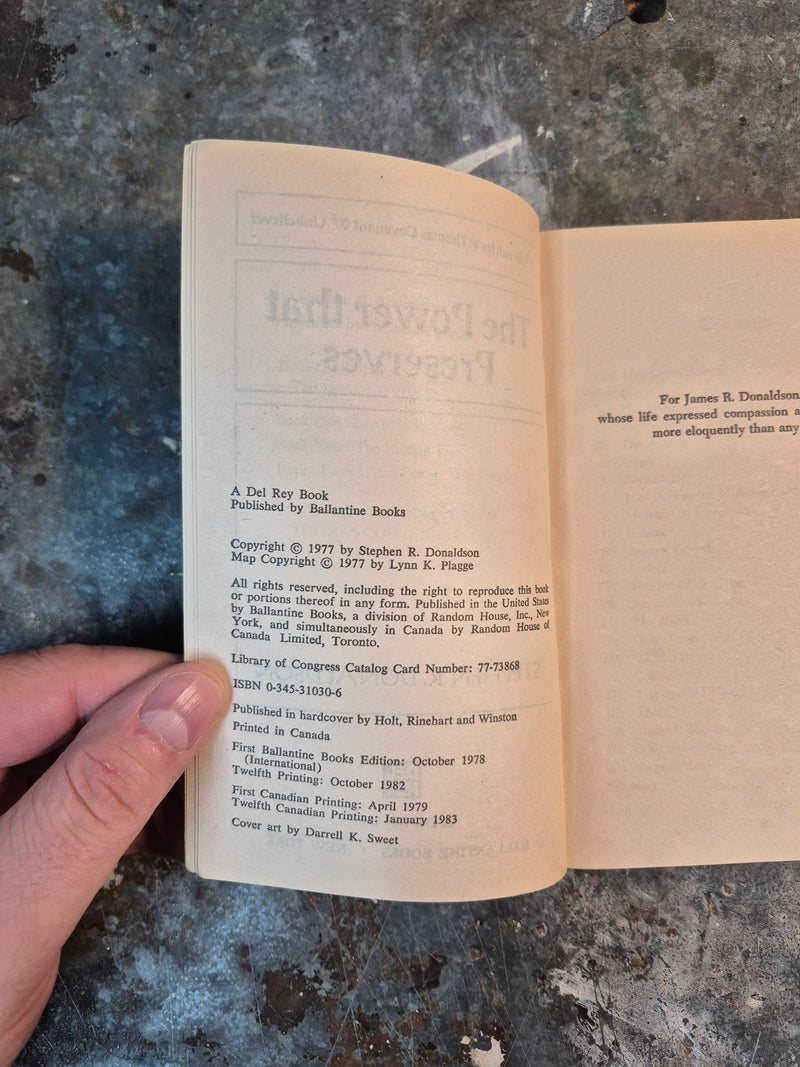 A Del Rey Book
Published by Ballantine Books
Copyright © 1977 by Stephen R. Donaldson
Map Copyright © 1977 by Lynn K. Plagge
All rights reserved, including the right to reproduce this book
or portions thereof in any form. Published in the United States
by Ballantine Books, a division of Random House, Inc., New
York, and simultaneously in Canada by Random House of
Canada Limited, Toronto.
Library of Congress Catalog Card Number: 77-73868
ISBN 0-345-31030-6
Published in hardcover by Holt, Rinehart and Winston
Printed in Canada
First Ballantine Books Edition: October 1978
(International)
Twelfth Printing: October 1982
First Canadian Printing: April 1979
Twelfth Canadian Printing: January 1983
Cover art by Darrell K. Sweet
The Power that
Preserves
For James R. Donaldson
whose life expressed compassion
more eloquently than any